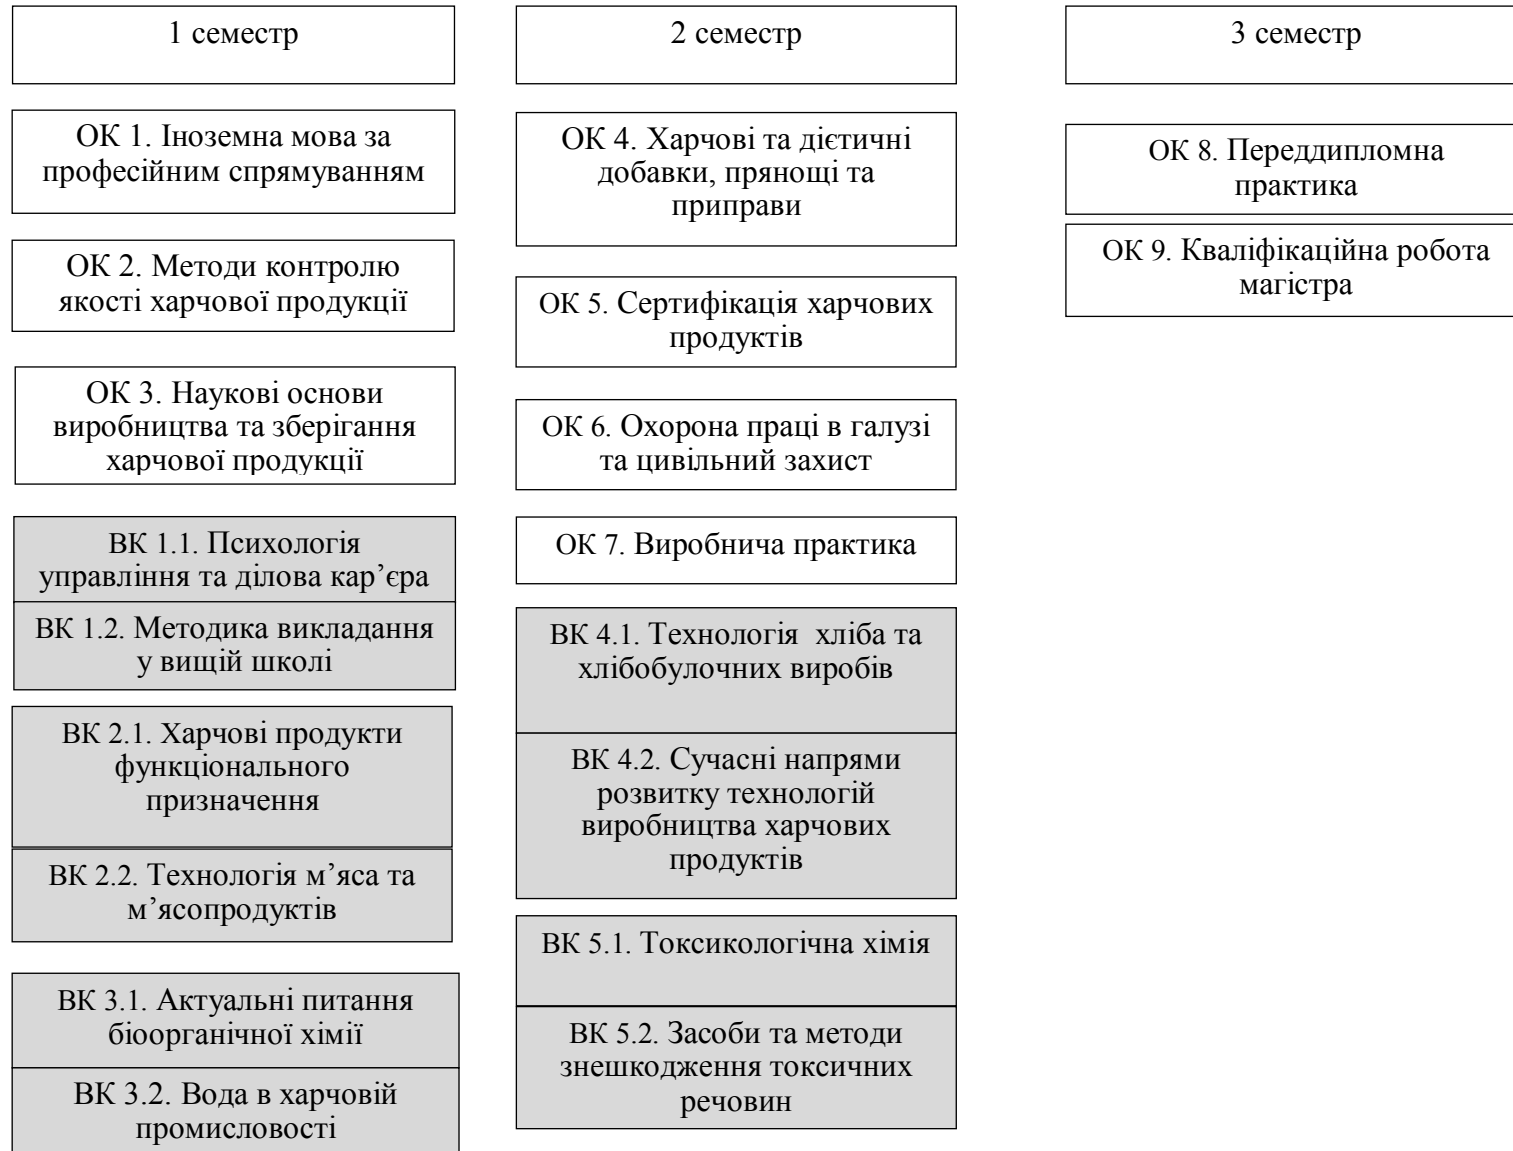 1 семестр
ОК 1. Іноземна мова за
професійним спрямуванням
ОК 2. Методи контролю
якості харчової продукції
ОК 3. Наукові основи
виробництва та зберігання
харчової продукції
ВК 1.1. Психологія
управління та ділова кар’єра
ВК 1.2. Методика викладання
у вищій школі
ВК 2.1. Харчові продукти
функціонального
призначення
ВК 2.2. Технологія м’яса та
м’ясопродуктів
ВК 3.1. Актуальні питання
біоорганічної хімії
ВК 3.2. Вода в харчовій
промисловості
2 семестр
ОК 4. Харчові та дієтичні
добавки, прянощі та
приправи
ОК 5. Сертифікація харчових
продуктів
ОК 6. Охорона праці в галузі
та цивільний захист
ОК 7. Виробнича практика
ВК 4.1. Технологія хліба та
хлібобулочних виробів
ВК 4.2. Сучасні напрями
розвитку технологій
виробництва харчових
продуктів
ВК 5.1. Токсикологічна хімія
ВК 5.2. Засоби та методи
знешкодження токсичних
речовин
3 семестр
ОК 8. Переддипломна
практика
ОК 9. Кваліфікаційна робота
магістра